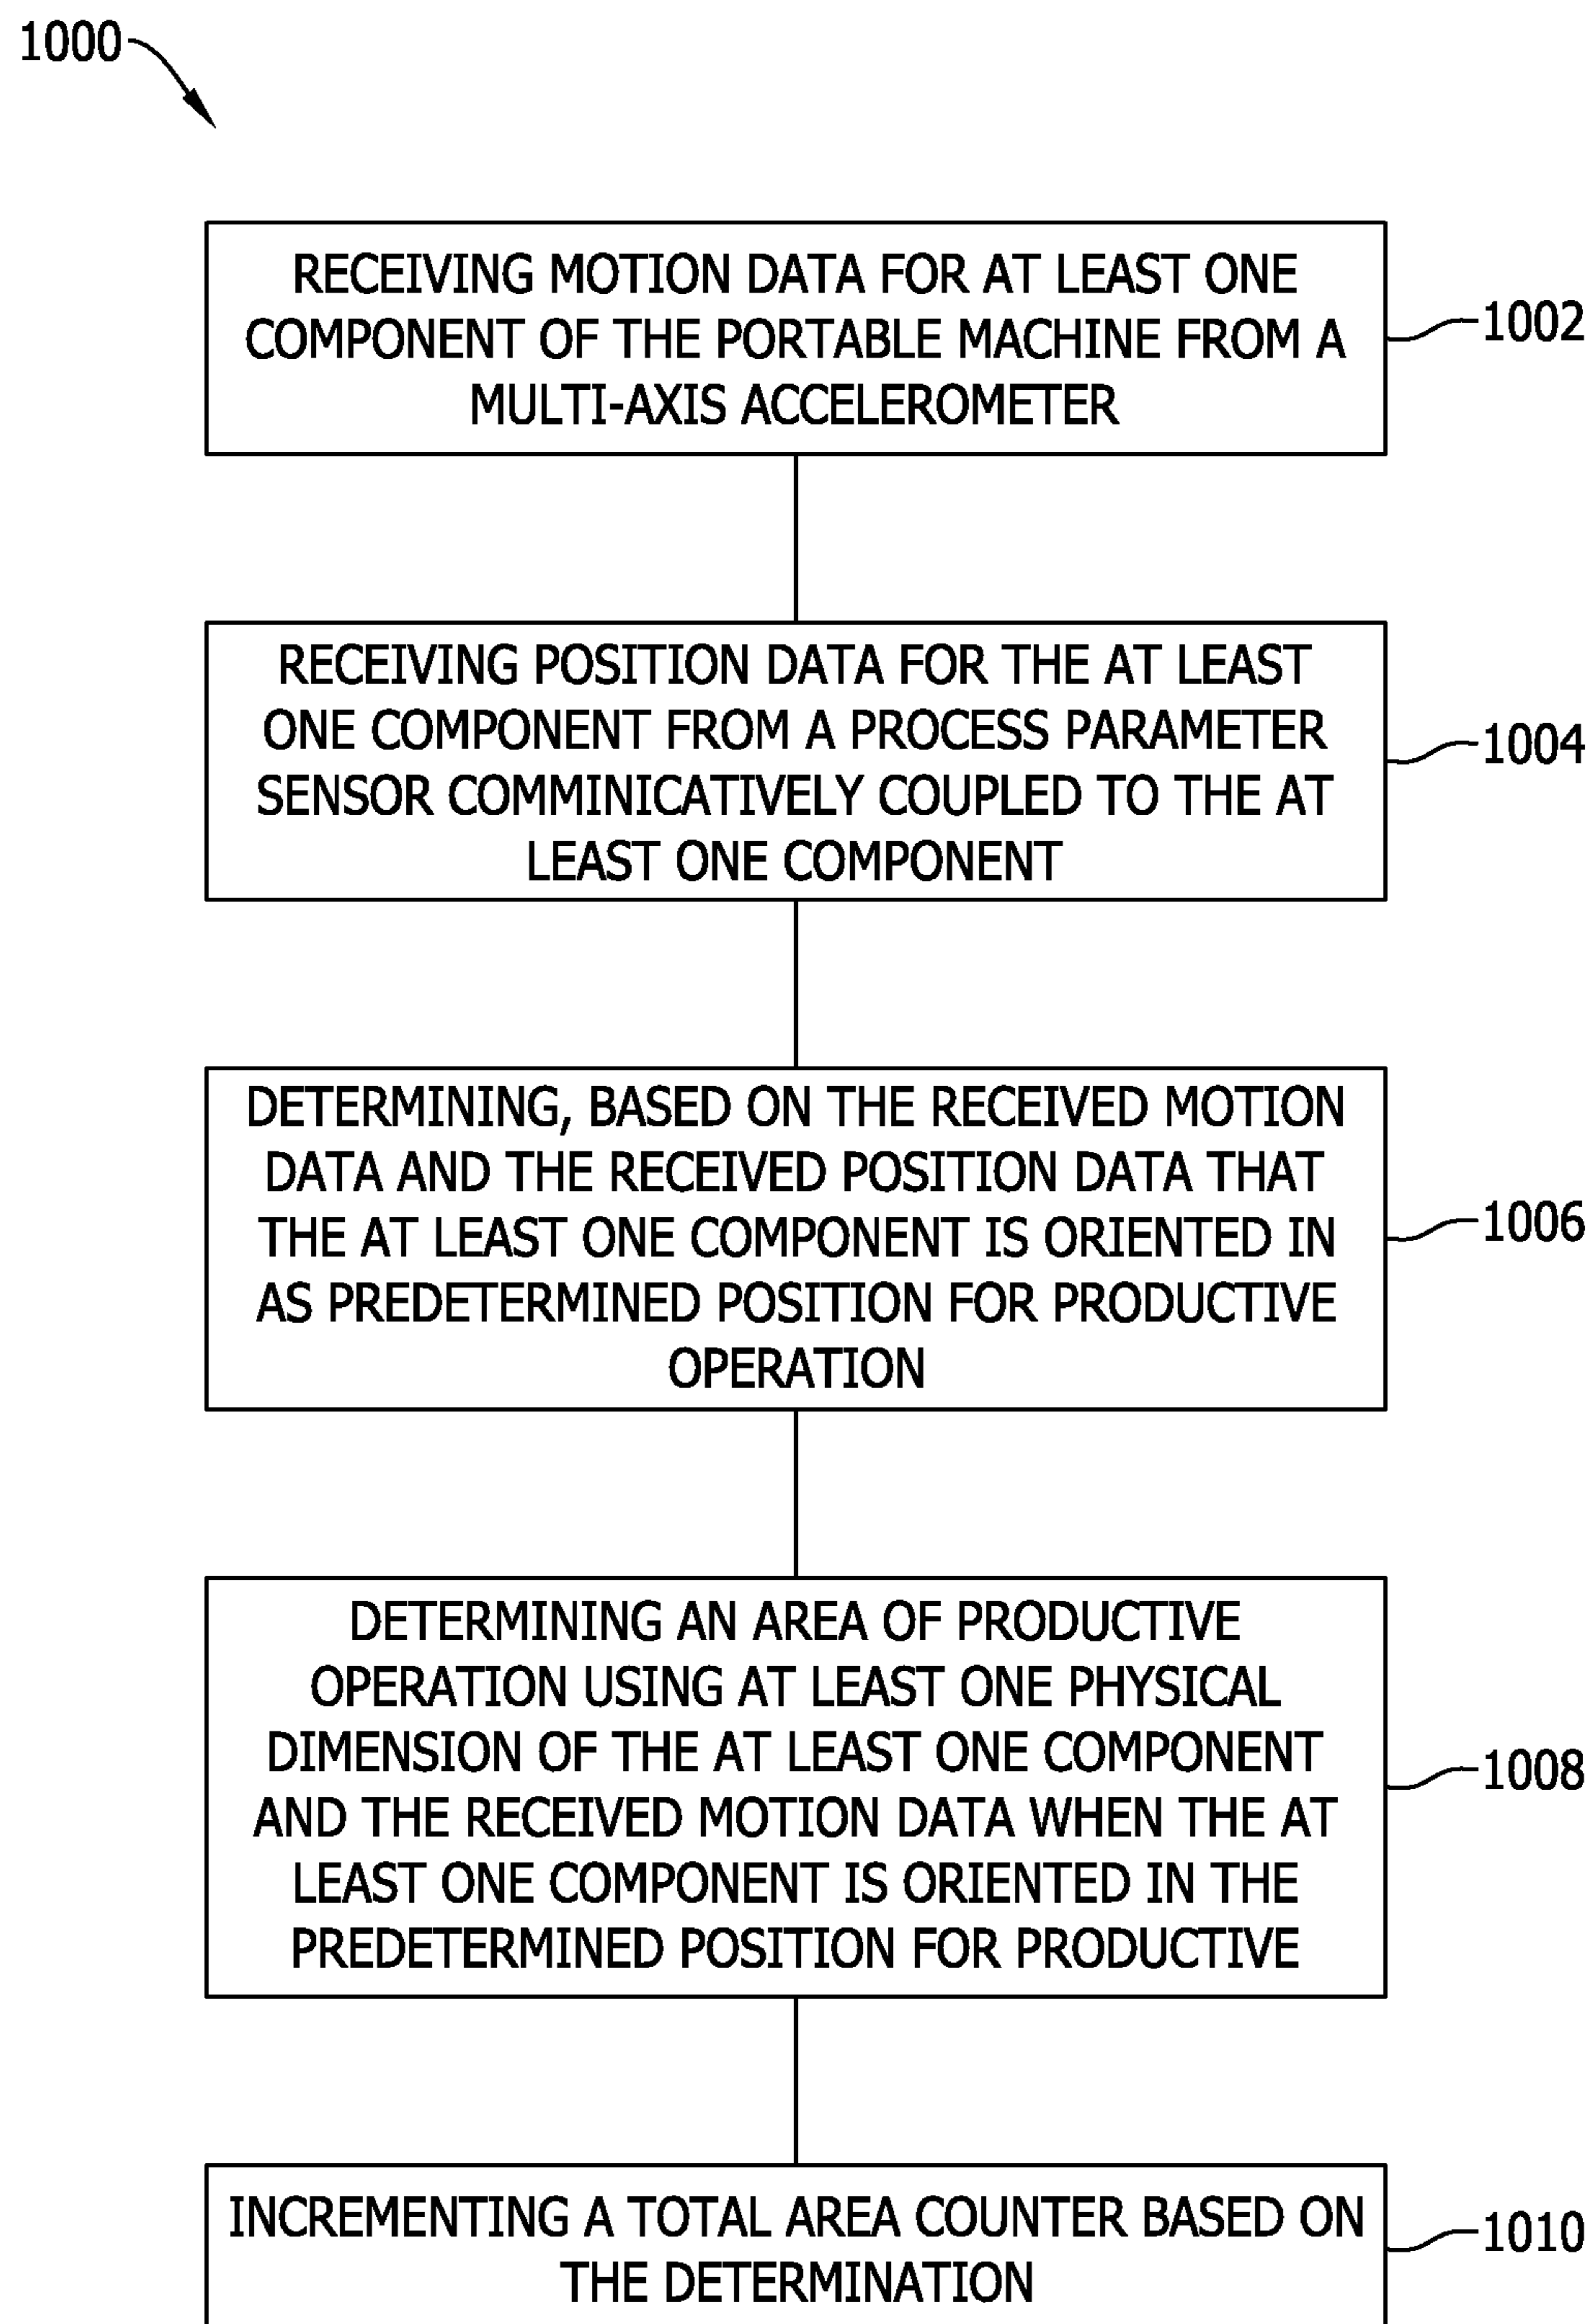 1000
RECEIVING MOTION DATA FOR AT LEAST ONE
COMPONENT OF THE PORTABLE MACHINE FROM A
MULTI-AXIS ACCELEROMETER
1002
RECEIVING POSITION DATA FOR THE AT LEAST
ONE COMPONENT FROM A PROCESS PARAMETER
SENSOR COMMINICATIVELY COUPLED TO THE AT
LEAST ONE COMPONENT
1004
DETERMINING, BASED ON THE RECEIVED MOTION
DATA AND THE RECEIVED POSITION DATA THAT
THE AT LEAST ONE COMPONENT IS ORIENTED IN
AS PREDETERMINED POSITION FOR PRODUCTIVE
OPERATION
1006
DETERMINING AN AREA OF PRODUCTIVE
OPERATION USING AT LEAST ONE PHYSICAL
DIMENSION OF THE AT LEAST ONE COMPONENT
AND THE RECEIVED MOTION DATA WHEN THE AT
LEAST ONE COMPONENT IS ORIENTED IN THE
PREDETERMINED POSITION FOR PRODUCTIVE
1008
INCREMENTING A TOTAL AREA COUNTER BASED ON
THE DETERMINATION
1010